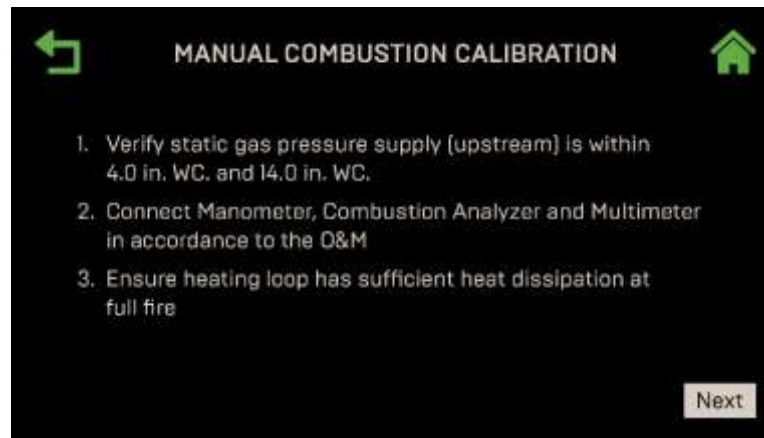 MANUAL COMBUSTION CALIBRATION
1. Verify static gas pressure supply (upstream) is within
4.0 in. WC. and 14.0 in. WC.
2. Connect Manometer, Combustion Analyzer and Multimeter
in accordance to the O&M
3. Ensure heating loop has sufficient heat dissipation at
full fire
Next